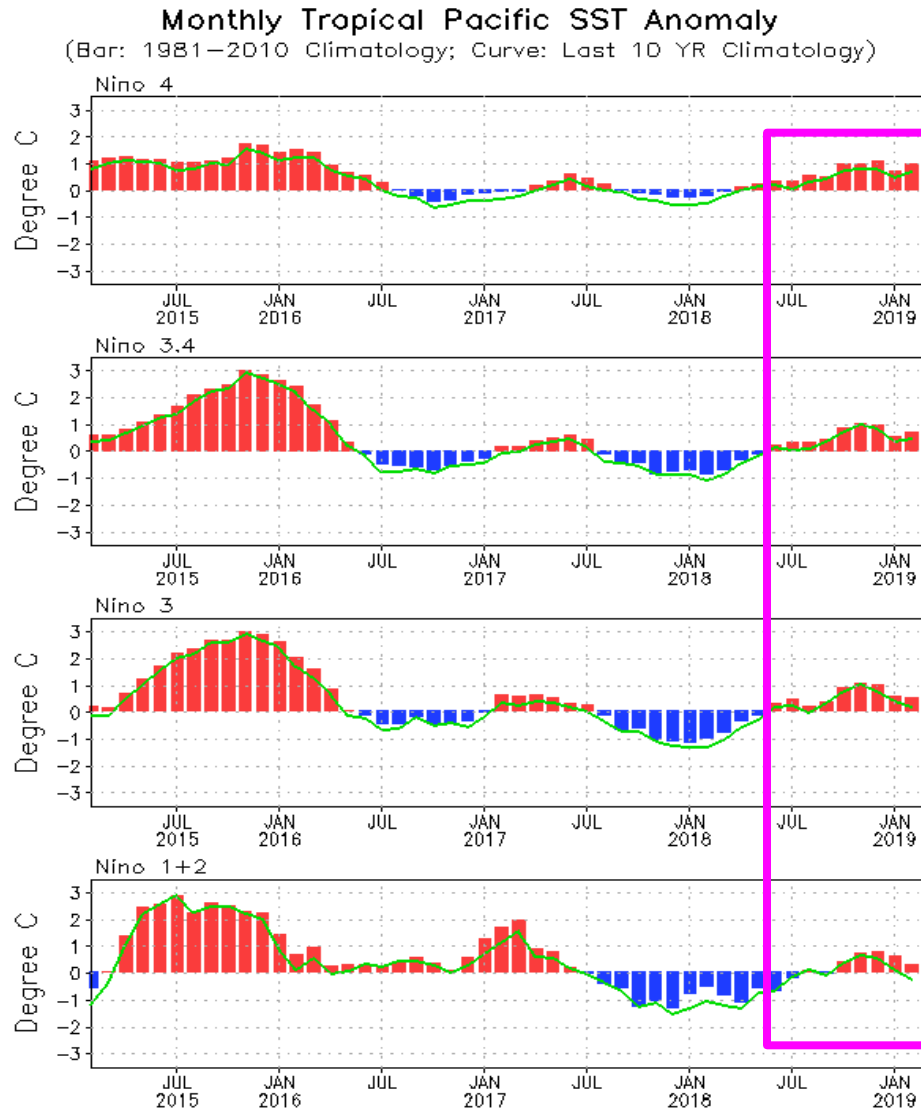 Monthly Tropical Pacific SST Anomaly
(Bar: 1981-2010 Climatology; Curve: Last 10 YR Climatology)
Nino 4
Degree C
3
2
1
0
-1
-2
-3
JUL JAN JUL JAN JUL JAN JUL JAN
2015 2016 2017 2018 2019
Nino 3.4
Degree C
3
2
1
0
-1
-2
-3
JUL JAN JUL JAN JUL JAN JUL JAN
2015 2016 2017 2018 2019
Nino 3
Degree C
3
2
1
0
-1
-2
-3
JUL JAN JUL JAN JUL JAN JUL JAN
2015 2016 2017 2018 2019
Nino 1+2
Degree C
3
2
1
0
-1
-2
-3
JUL JAN JUL JAN JUL JAN JUL JAN
2015 2016 2017 2018 2019